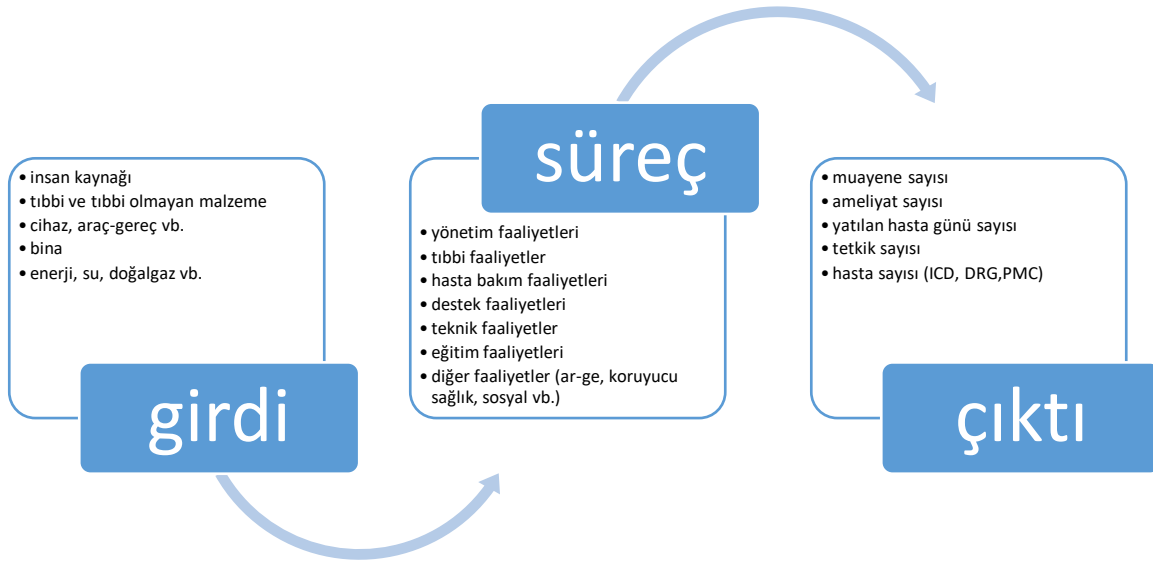 • insan kaynağı
• tıbbi ve tıbbi olmayan malzeme
• cihaz, araç-gereç vb.
• bina
• enerji, su, doğalgaz vb.
girdi
süreç
• yönetim faaliyetleri
• tıbbi faaliyetler
• hasta bakım faaliyetleri
• destek faaliyetleri
• teknik faaliyetler
• eğitim faaliyetleri
• diğer faaliyetler (ar-ge, koruyucu
sağlık, sosyal vb.)
• muayene sayısı
• ameliyat sayısı
• yatılan hasta günü sayısı
• tetkik sayısı
• hasta sayısı (ICD, DRG,PMC)
çıktı